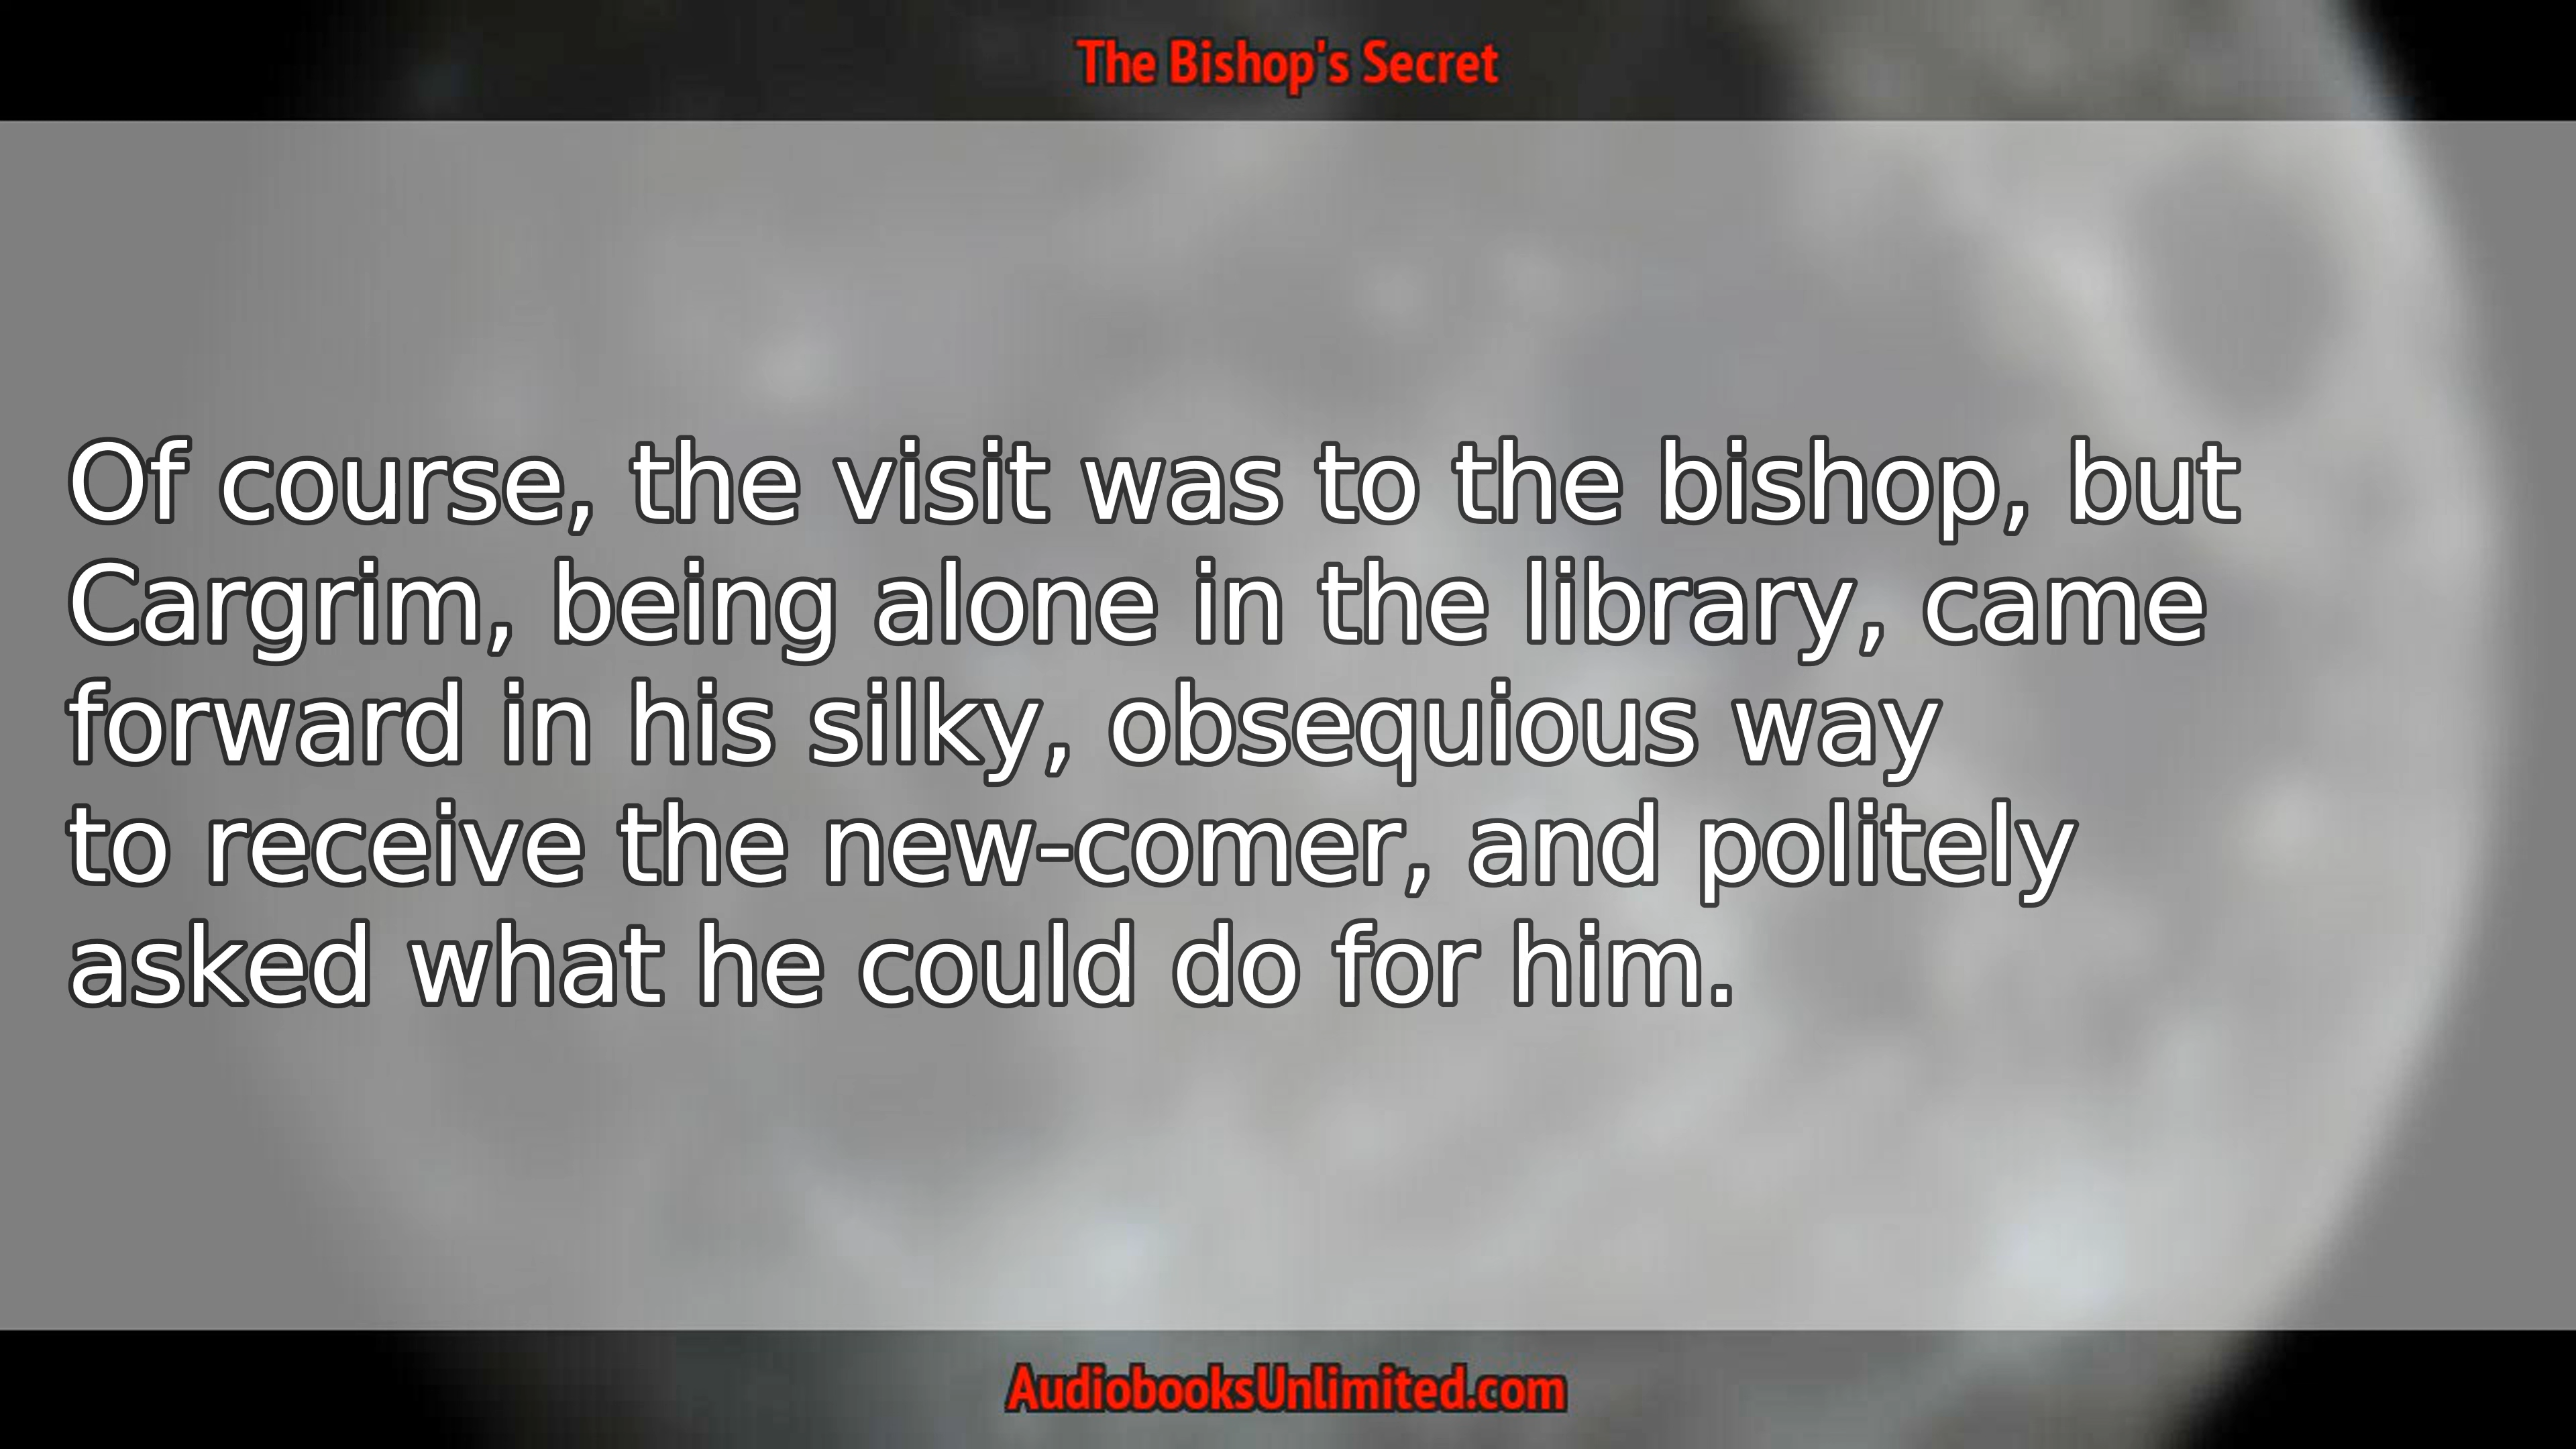 The Bishop's Secret
Of course, the visit was to the bishop, but
Cargrim, being alone in the library, came
forward in his silky, obsequious way
to receive the new-comer, and politely
asked what he could do for him.
AudiobooksUnlimited.com